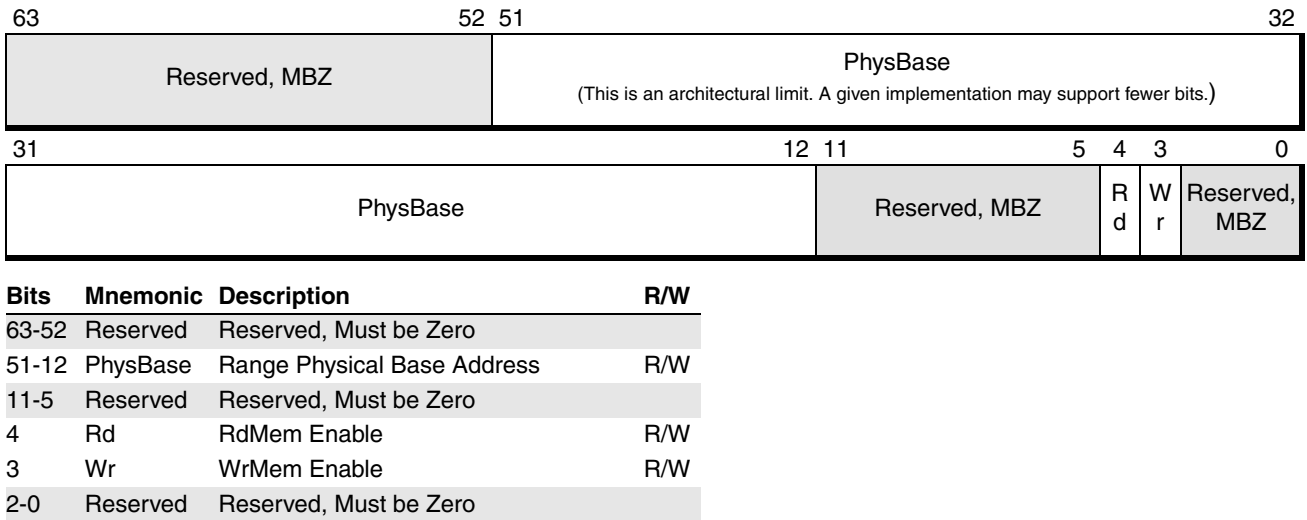 63 52 51 32
Reserved, MBZ PhysBase
(This is an architectural limit. A given implementation may support fewer bits.)
31 12 11 5 4 3 0
PhysBase Reserved, MBZ R W Reserved,
d r MBZ
Bits Mnemonic Description R/W
63-52 Reserved Reserved, Must be Zero
51-12 PhysBase Range Physical Base Address R/W
11-5 Reserved Reserved, Must be Zero
4 Rd RdMem Enable R/W
3 Wr WrMem Enable R/W
2-0 Reserved Reserved, Must be Zero